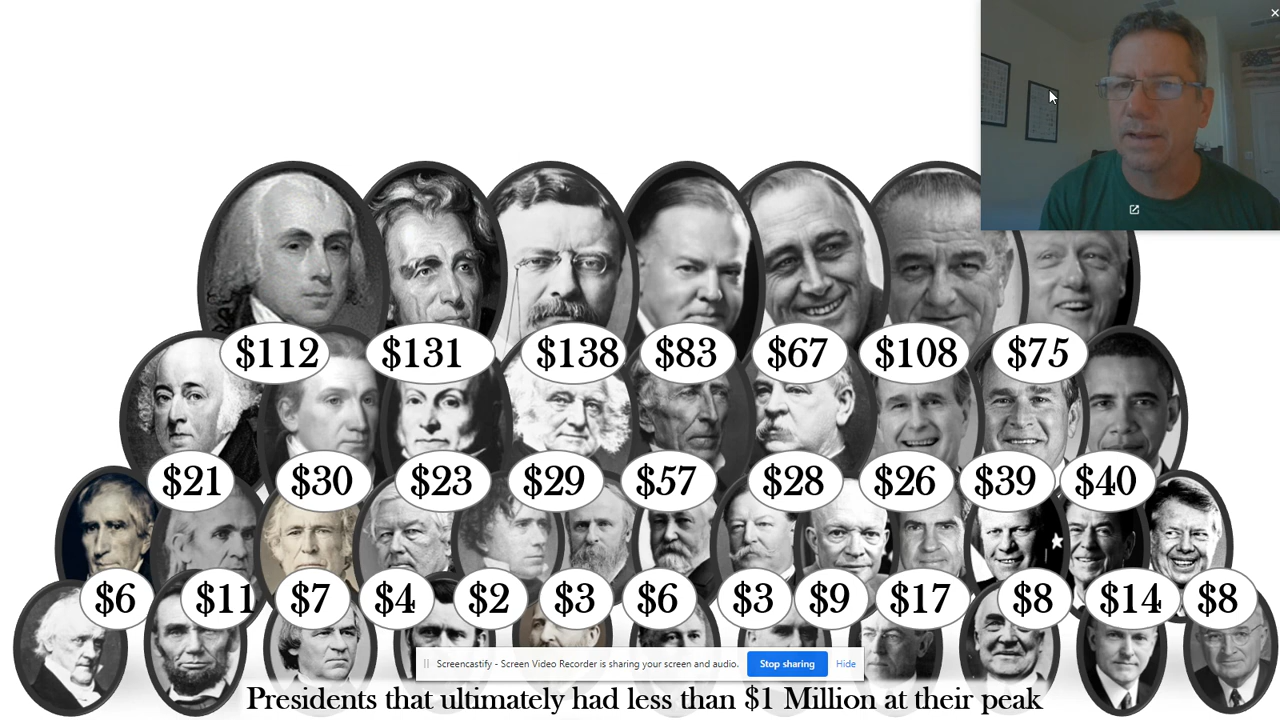 $112 $131 $138 $83 $67 $108 $75
$21 $30 $23 $29 $57 $28 $26 $39 $40
$6 $11 $7 $4 $2 $3 $6 $3 $9 $17 $8 $14 $8
Screencastify - Screen Video Recorder is sharing your screen and audio. Stop sharing Hide
Presidents that ultimately had less than $1 Million at their peak